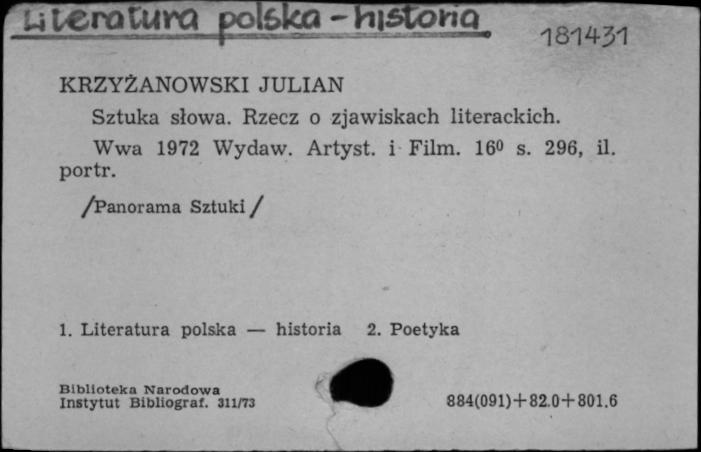 Literatura polska - historia
181431
KRZYŻANOWSKI JULIAN
Sztuka słowa. Rzecz o zjawiskach literackich.
Wwa 1972 Wydaw. Artyst. i Film. 16⁰ s. 296, il.
portr.
/Panorama Sztuki/
1. Literatura polska — historia 2. Poetyka
Biblioteka Narodowa
Instytut Bibliograf. 311/73
884(091)+82.0+801.6